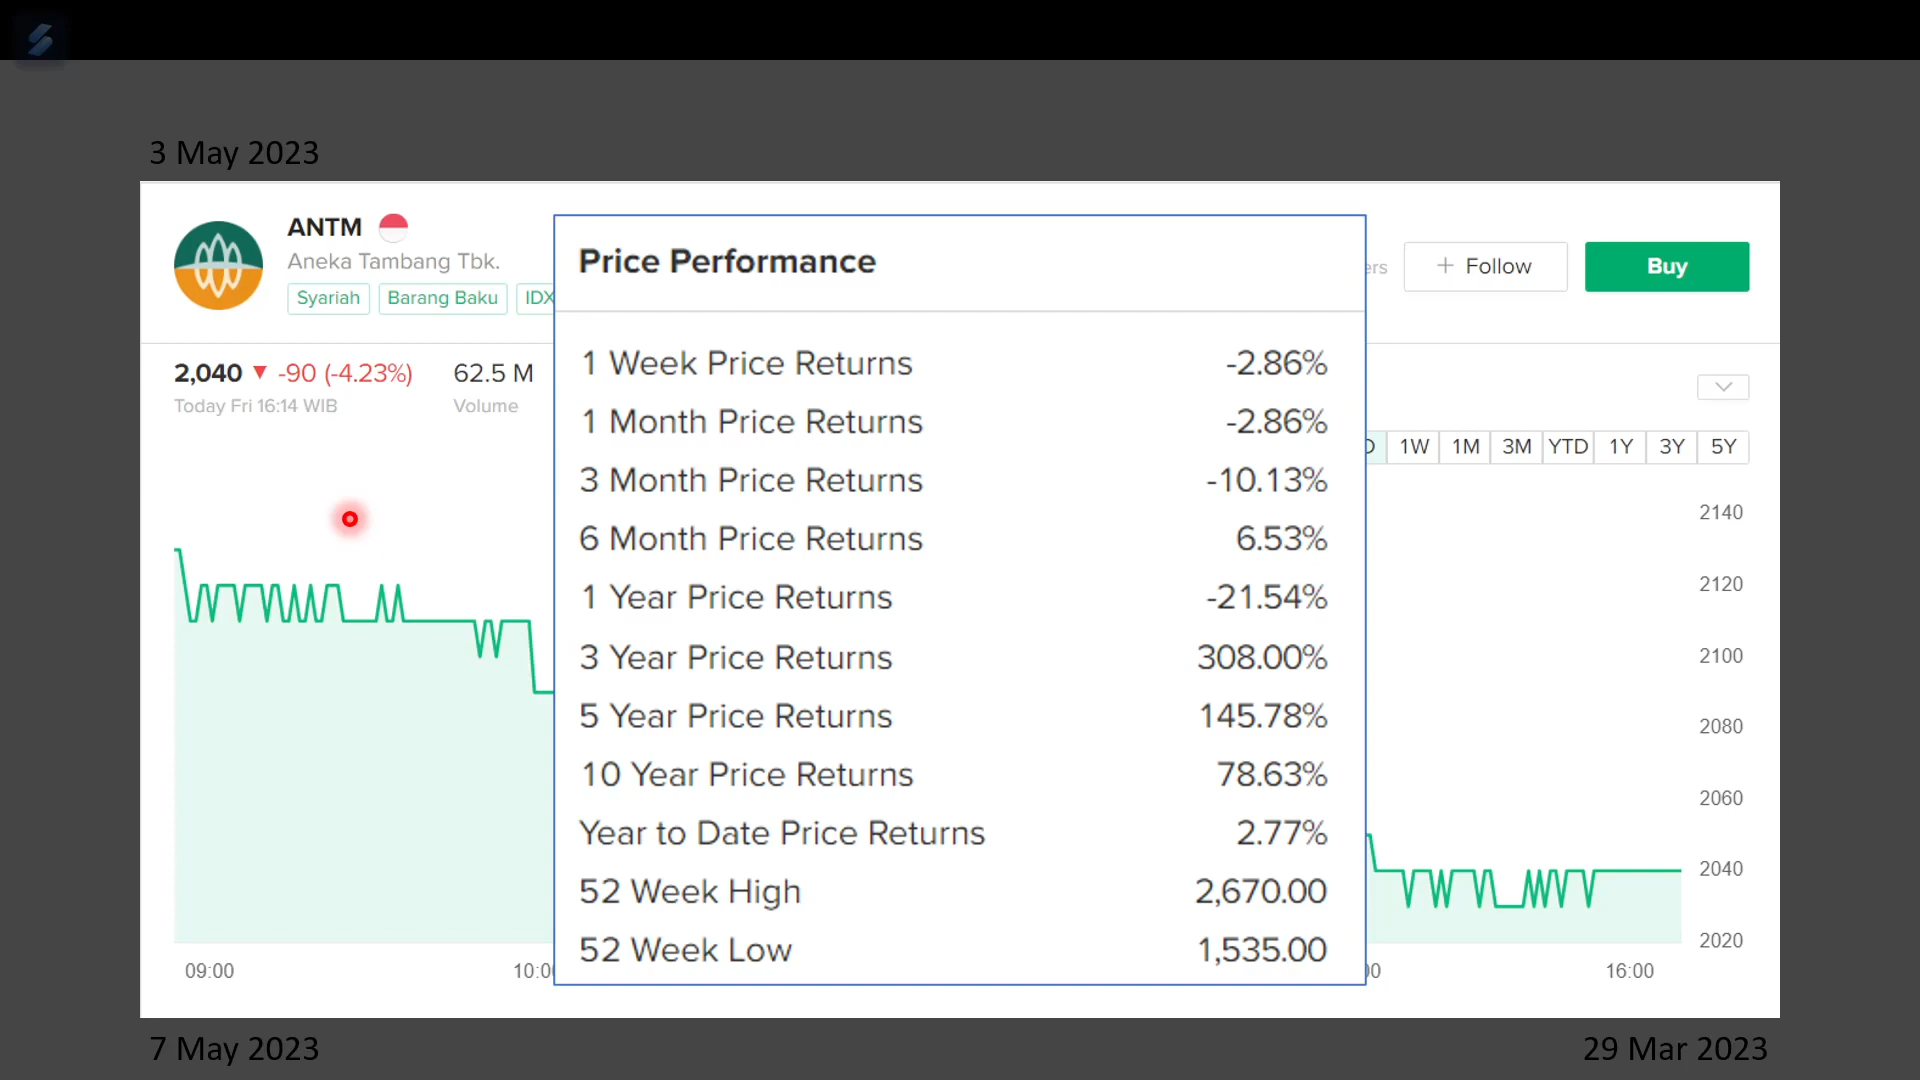 3 May 2023
ANTM
Aneka Tambang Tbk.
Syariah Barang Baku IDX
+ Follow Buy
2,040 ▼ -90 (-4.23%) 62.5 M
Today Fri 16:14 WIB Volume
Price Performance
1 Week Price Returns -2.86%
1 Month Price Returns -2.86%
3 Month Price Returns -10.13%
6 Month Price Returns 6.53%
1 Year Price Returns -21.54%
3 Year Price Returns 308.00%
5 Year Price Returns 145.78%
10 Year Price Returns 78.63%
Year to Date Price Returns 2.77%
52 Week High 2,670.00
52 Week Low 1,535.00
1W 1M 3M YTD 1Y 3Y 5Y
2140
2120
2100
2080
2060
2040
2020
09:00 16:00
7 May 2023 29 Mar 2023